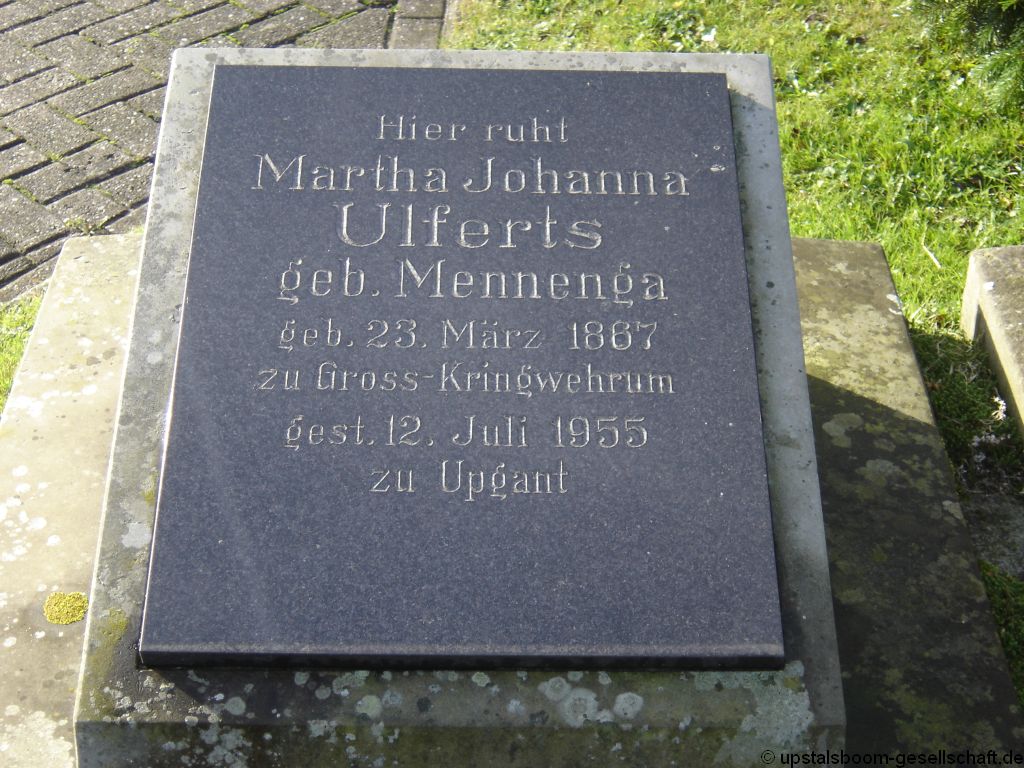 Hier ruht
Martha Johanna
Ulferts
geb. Mennenga
geb. 23. März 1867
zu Gross-Kringwehrum
gest. 12. Juli 1955
zu Upgant
© upstalsboom-gesellschaft.de